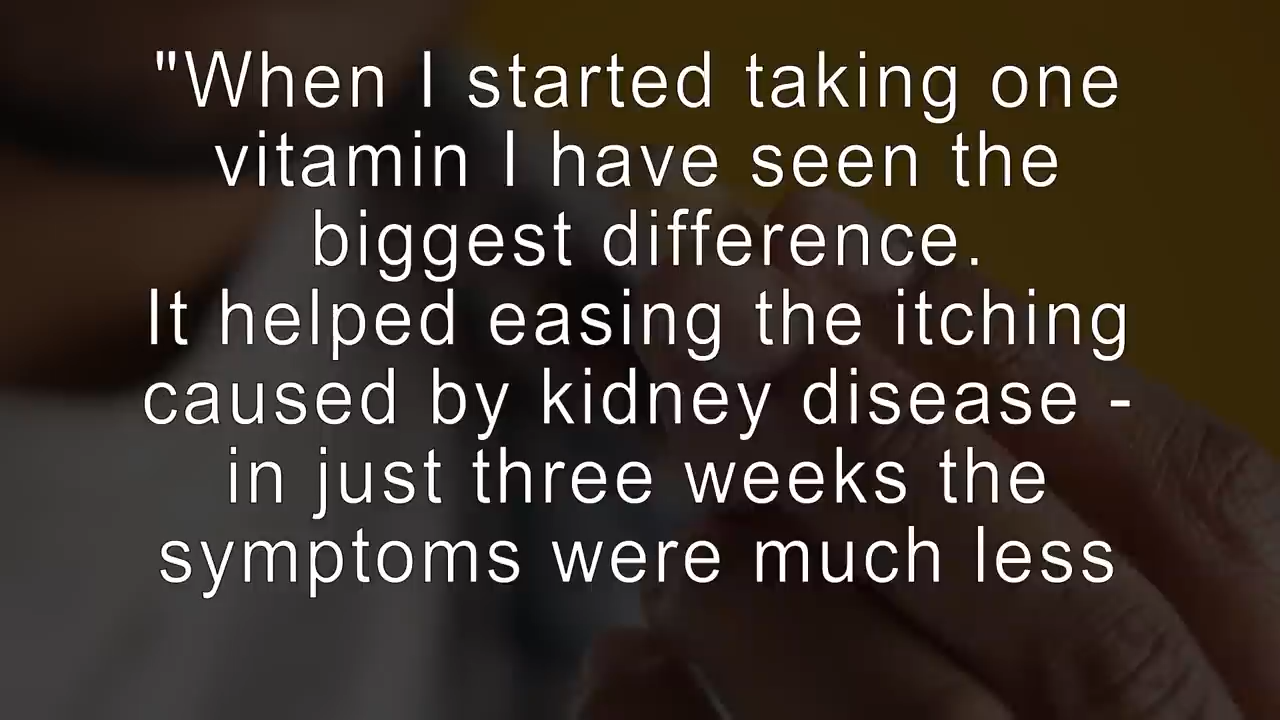 "When I started taking one
vitamin I have seen the
biggest difference.
It helped easing the itching
caused by kidney disease -
in just three weeks the
symptoms were much less